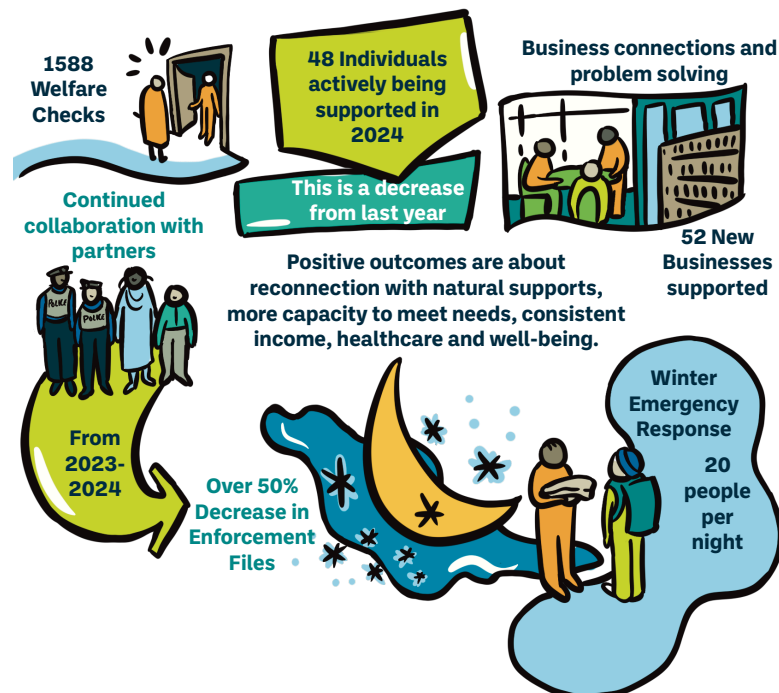 1588
Welfare
Checks
48 Individuals
actively being
supported in
2024
This is a decrease
from last year
Business connections and
problem solving
52 New
Businesses
supported
Continued
collaboration with
partners
POLICE
POLICE
Positive outcomes are about
reconnection with natural supports,
more capacity to meet needs, consistent
income, healthcare and well-being.
From
2023-
2024
Over 50%
Decrease in
Enforcement
Files
Winter
Emergency
Response
20
people
per
night